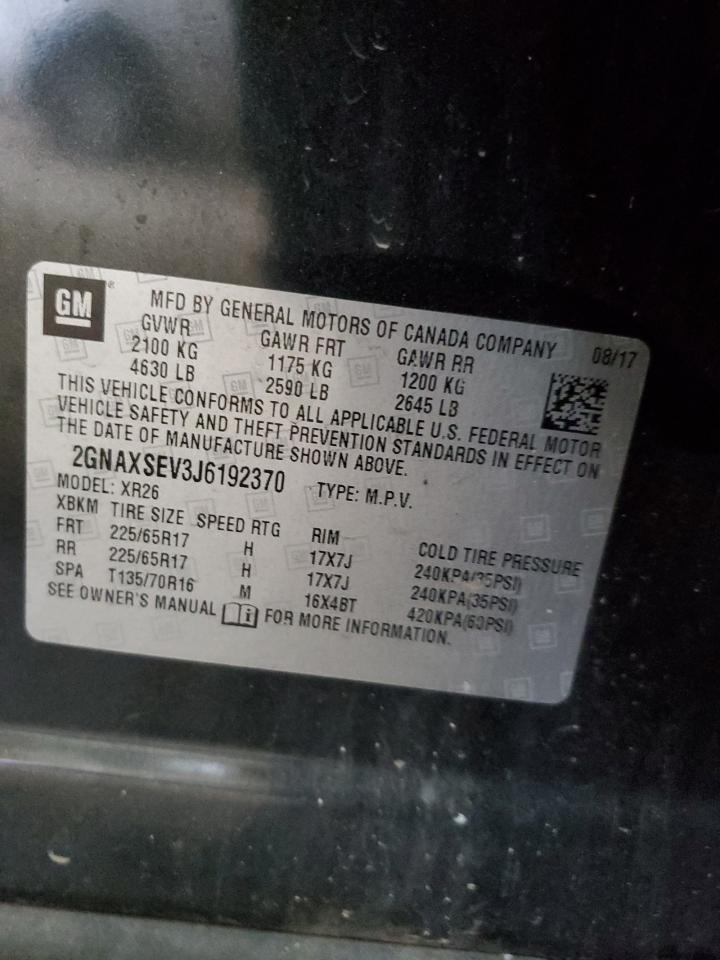 GM
MFD BY GENERAL MOTORS OF CANADA COMPANY 08/17
GVWR GAWR FRT GAWR RR
2100 KG 1175 KG 1200 KG
4630 LB 2590 LB 2645 LB
THIS VEHICLE CONFORMS TO ALL APPLICABLE U.S. FEDERAL MOTOR
VEHICLE SAFETY AND THEFT PREVENTION STANDARDS IN EFFECT ON
THE DATE OF MANUFACTURE SHOWN ABOVE.
2GNAXSEV3J6192370 TYPE: M.P.V.
MODEL: XR26
XBKM TIRE SIZE SPEED RTG RIM COLD TIRE PRESSURE
FRT 225/65R17 H 17X7J 240KPA(35PSI)
RR 225/65R17 H 17X7J 240KPA(35PSI)
SPA T135/70R16 M 16X4BT 420KPA(60PSI)
SEE OWNER'S MANUAL FOR MORE INFORMATION.